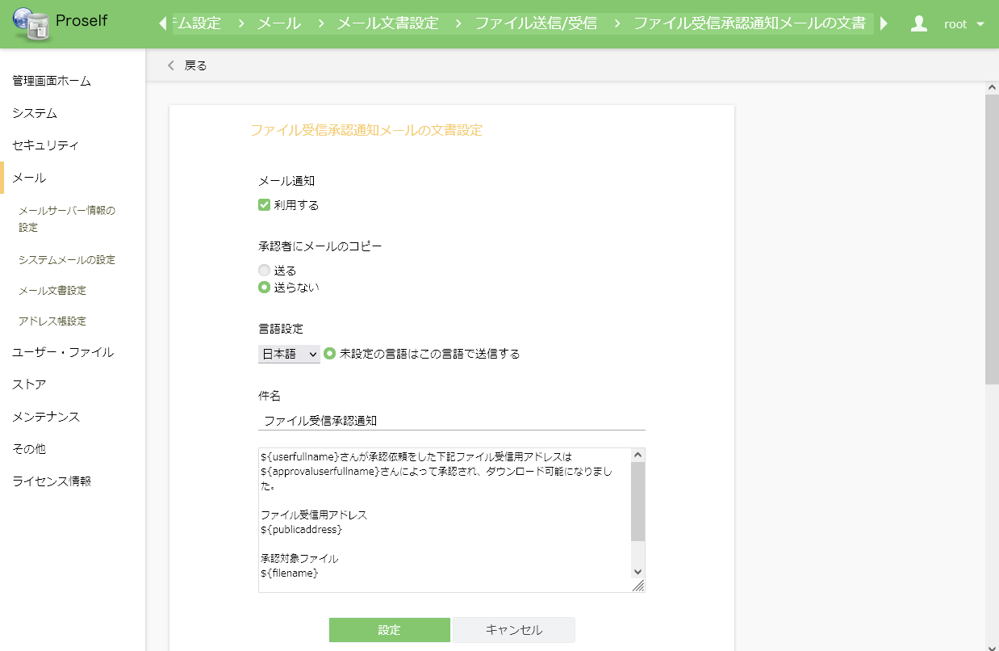 Proself
テム設定 › メール › メール文書設定 › ファイル送信/受信 › ファイル受信承認通知メールの文書
root
戻る
管理画面ホーム
システム
セキュリティ
メール
メールサーバー情報の
設定
システムメールの設定
メール文書設定
アドレス帳設定
ユーザー・ファイル
ストア
メンテナンス
その他
ライセンス情報
ファイル受信承認通知メールの文書設定
メール通知
利用する
承認者にメールのコピー
送る
送らない
言語設定
日本語 未設定の言語はこの言語で送信する
件名
ファイル受信承認通知
${userfullname}さんが承認依頼をした下記ファイル受信用アドレスは
${approvaluserfullname}さんによって承認され、ダウンロード可能になりまし
た。
ファイル受信用アドレス
${publicaddress}
承認対象ファイル
${filename}
設定 キャンセル